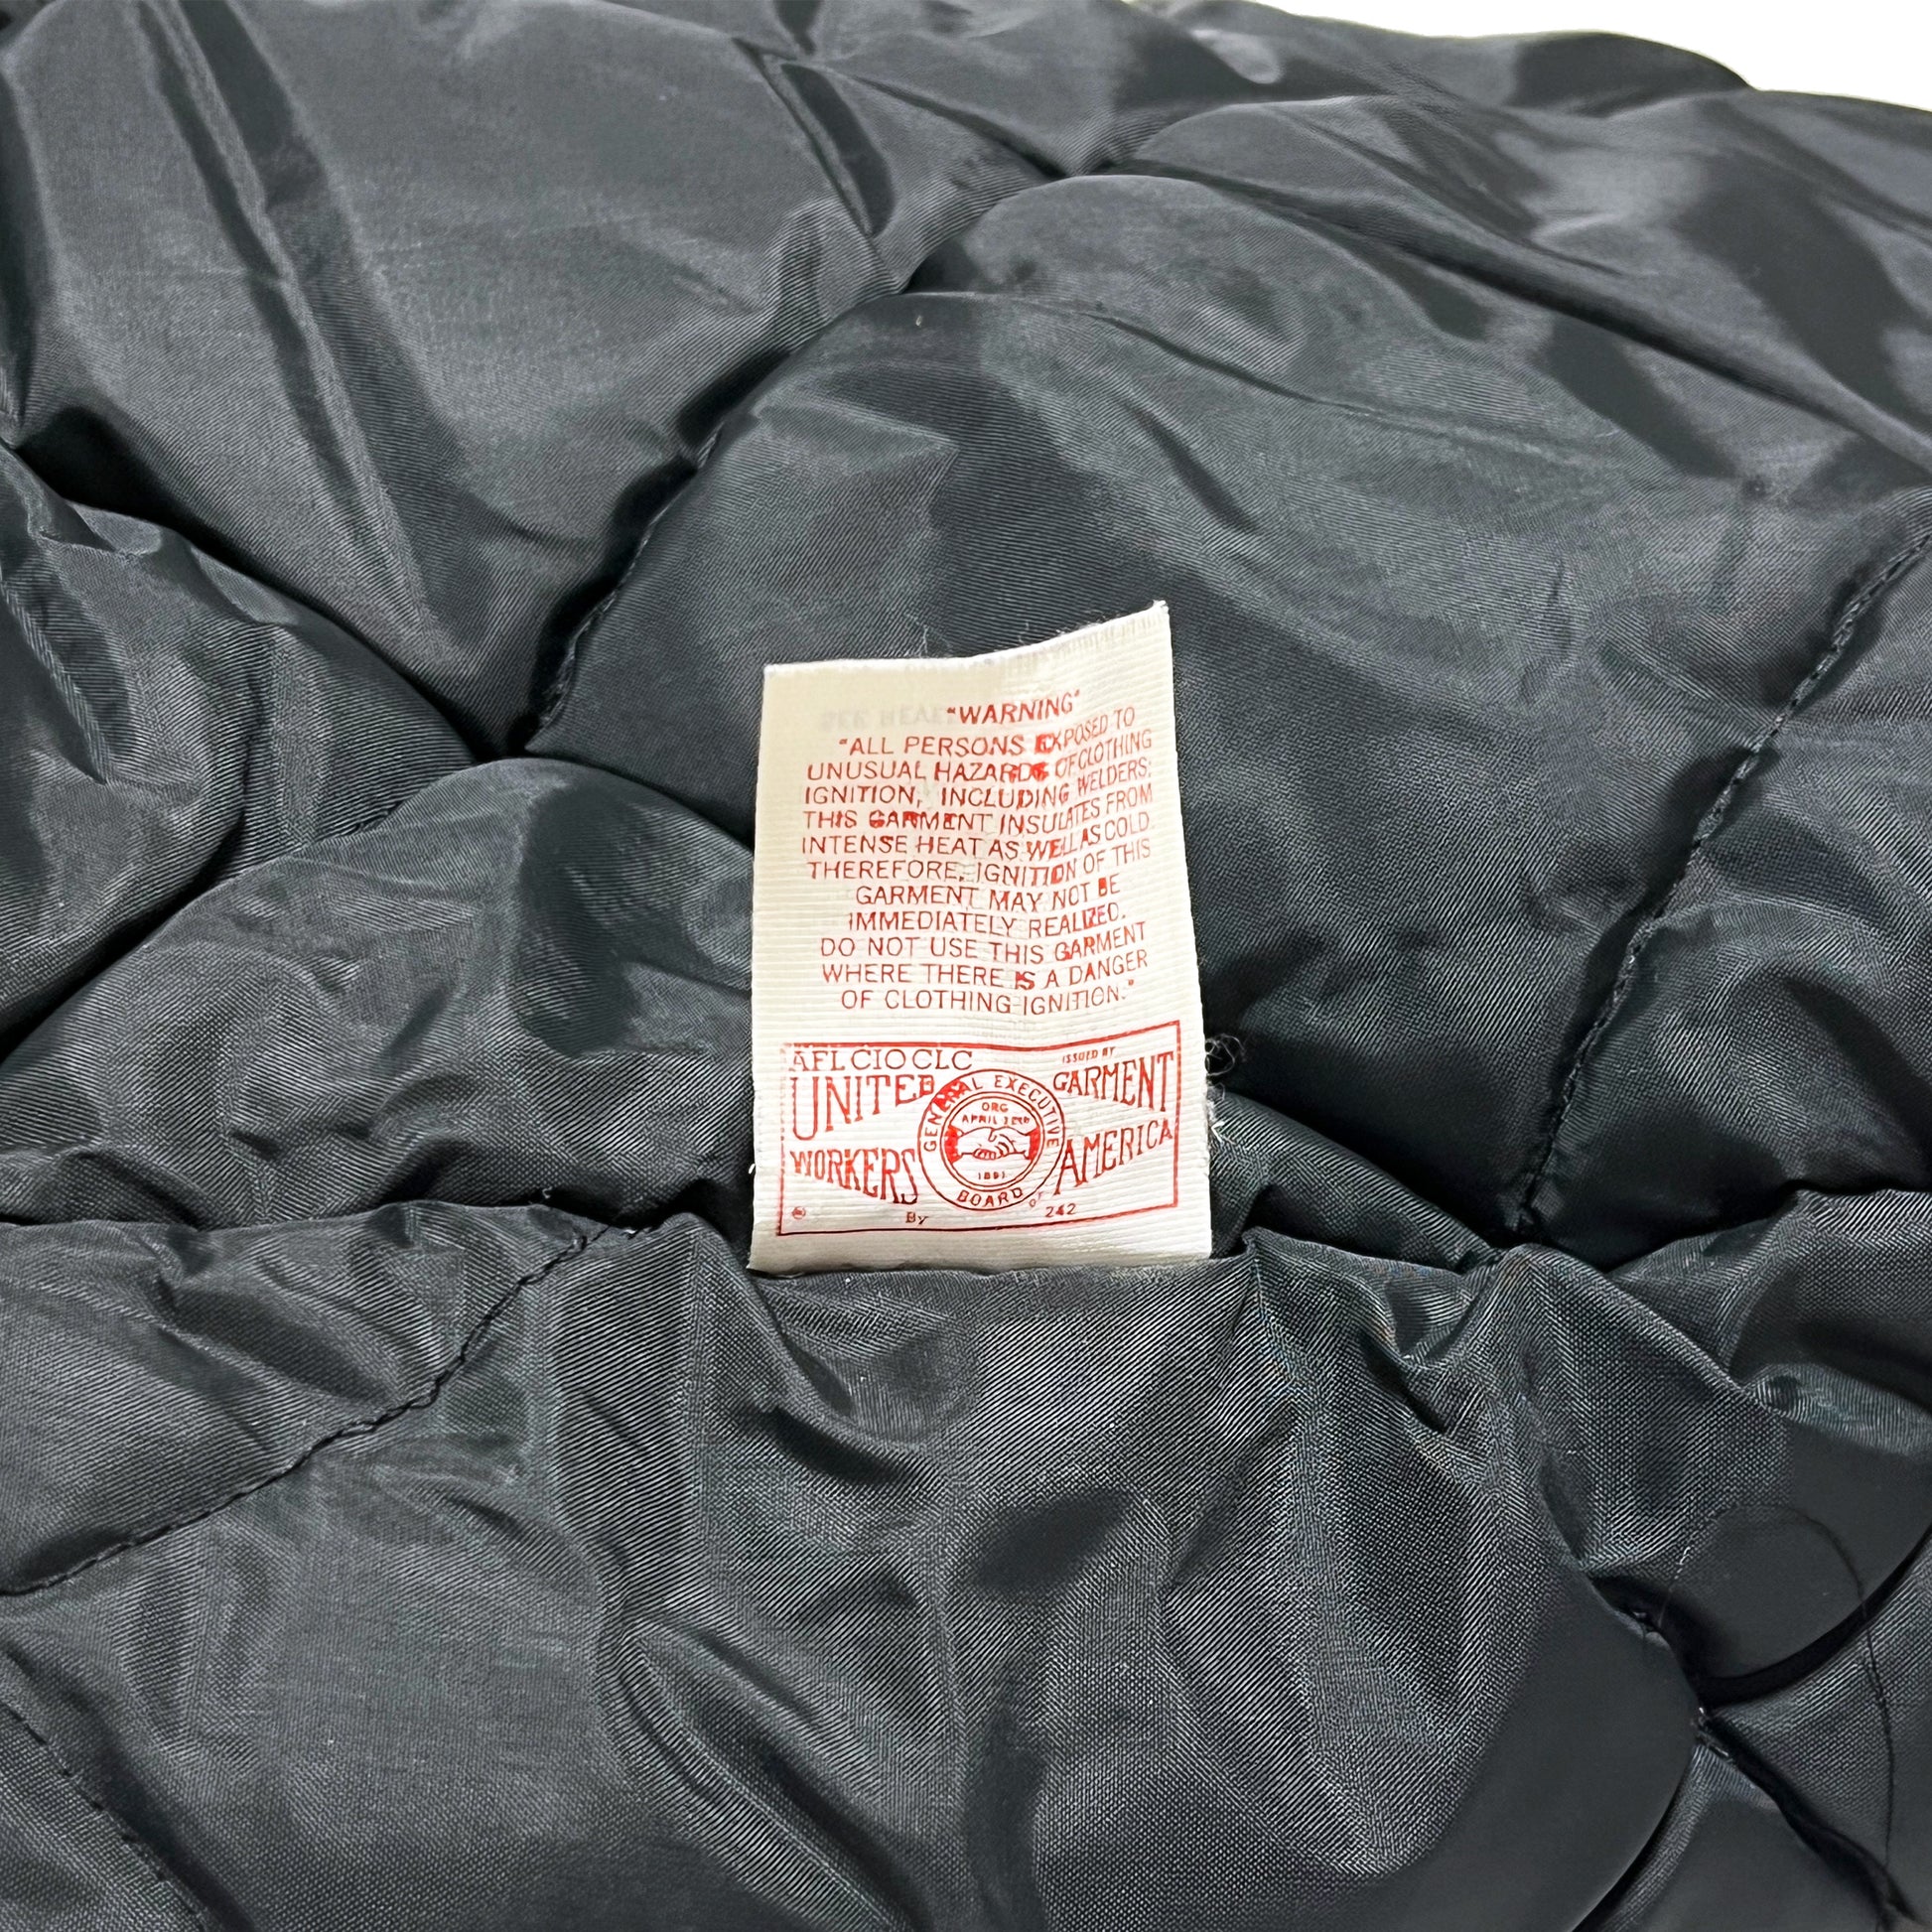 "WARNING"
"ALL PERSONS EXPOSED TO
UNUSUAL HAZARDS OF CLOTHING
IGNITION, INCLUDING WELDERS:
THIS GARMENT INSULATES FROM
INTENSE HEAT AS WELL AS COLD.
THEREFORE, IGNITION OF THIS
GARMENT MAY NOT BE
IMMEDIATELY REALIZED.
DO NOT USE THIS GARMENT
WHERE THERE IS A DANGER
OF CLOTHING IGNITION."
AFL CIO CLC
ISSUED BY
UNITED GARMENT
WORKERS OF AMERICA
GENERAL EXECUTIVE
BOARD
ORG
APRIL 12TH
1891
BY 242